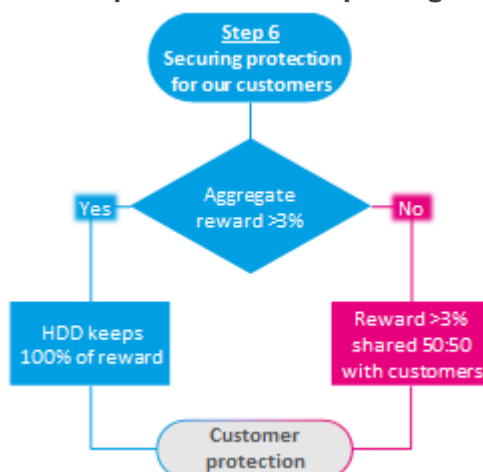 Step 6
Securing protection
for our customers
Aggregate
reward >3%
Yes
No
HDD keeps
100% of reward
Reward >3%
shared 50:50
with customers
Customer
protection